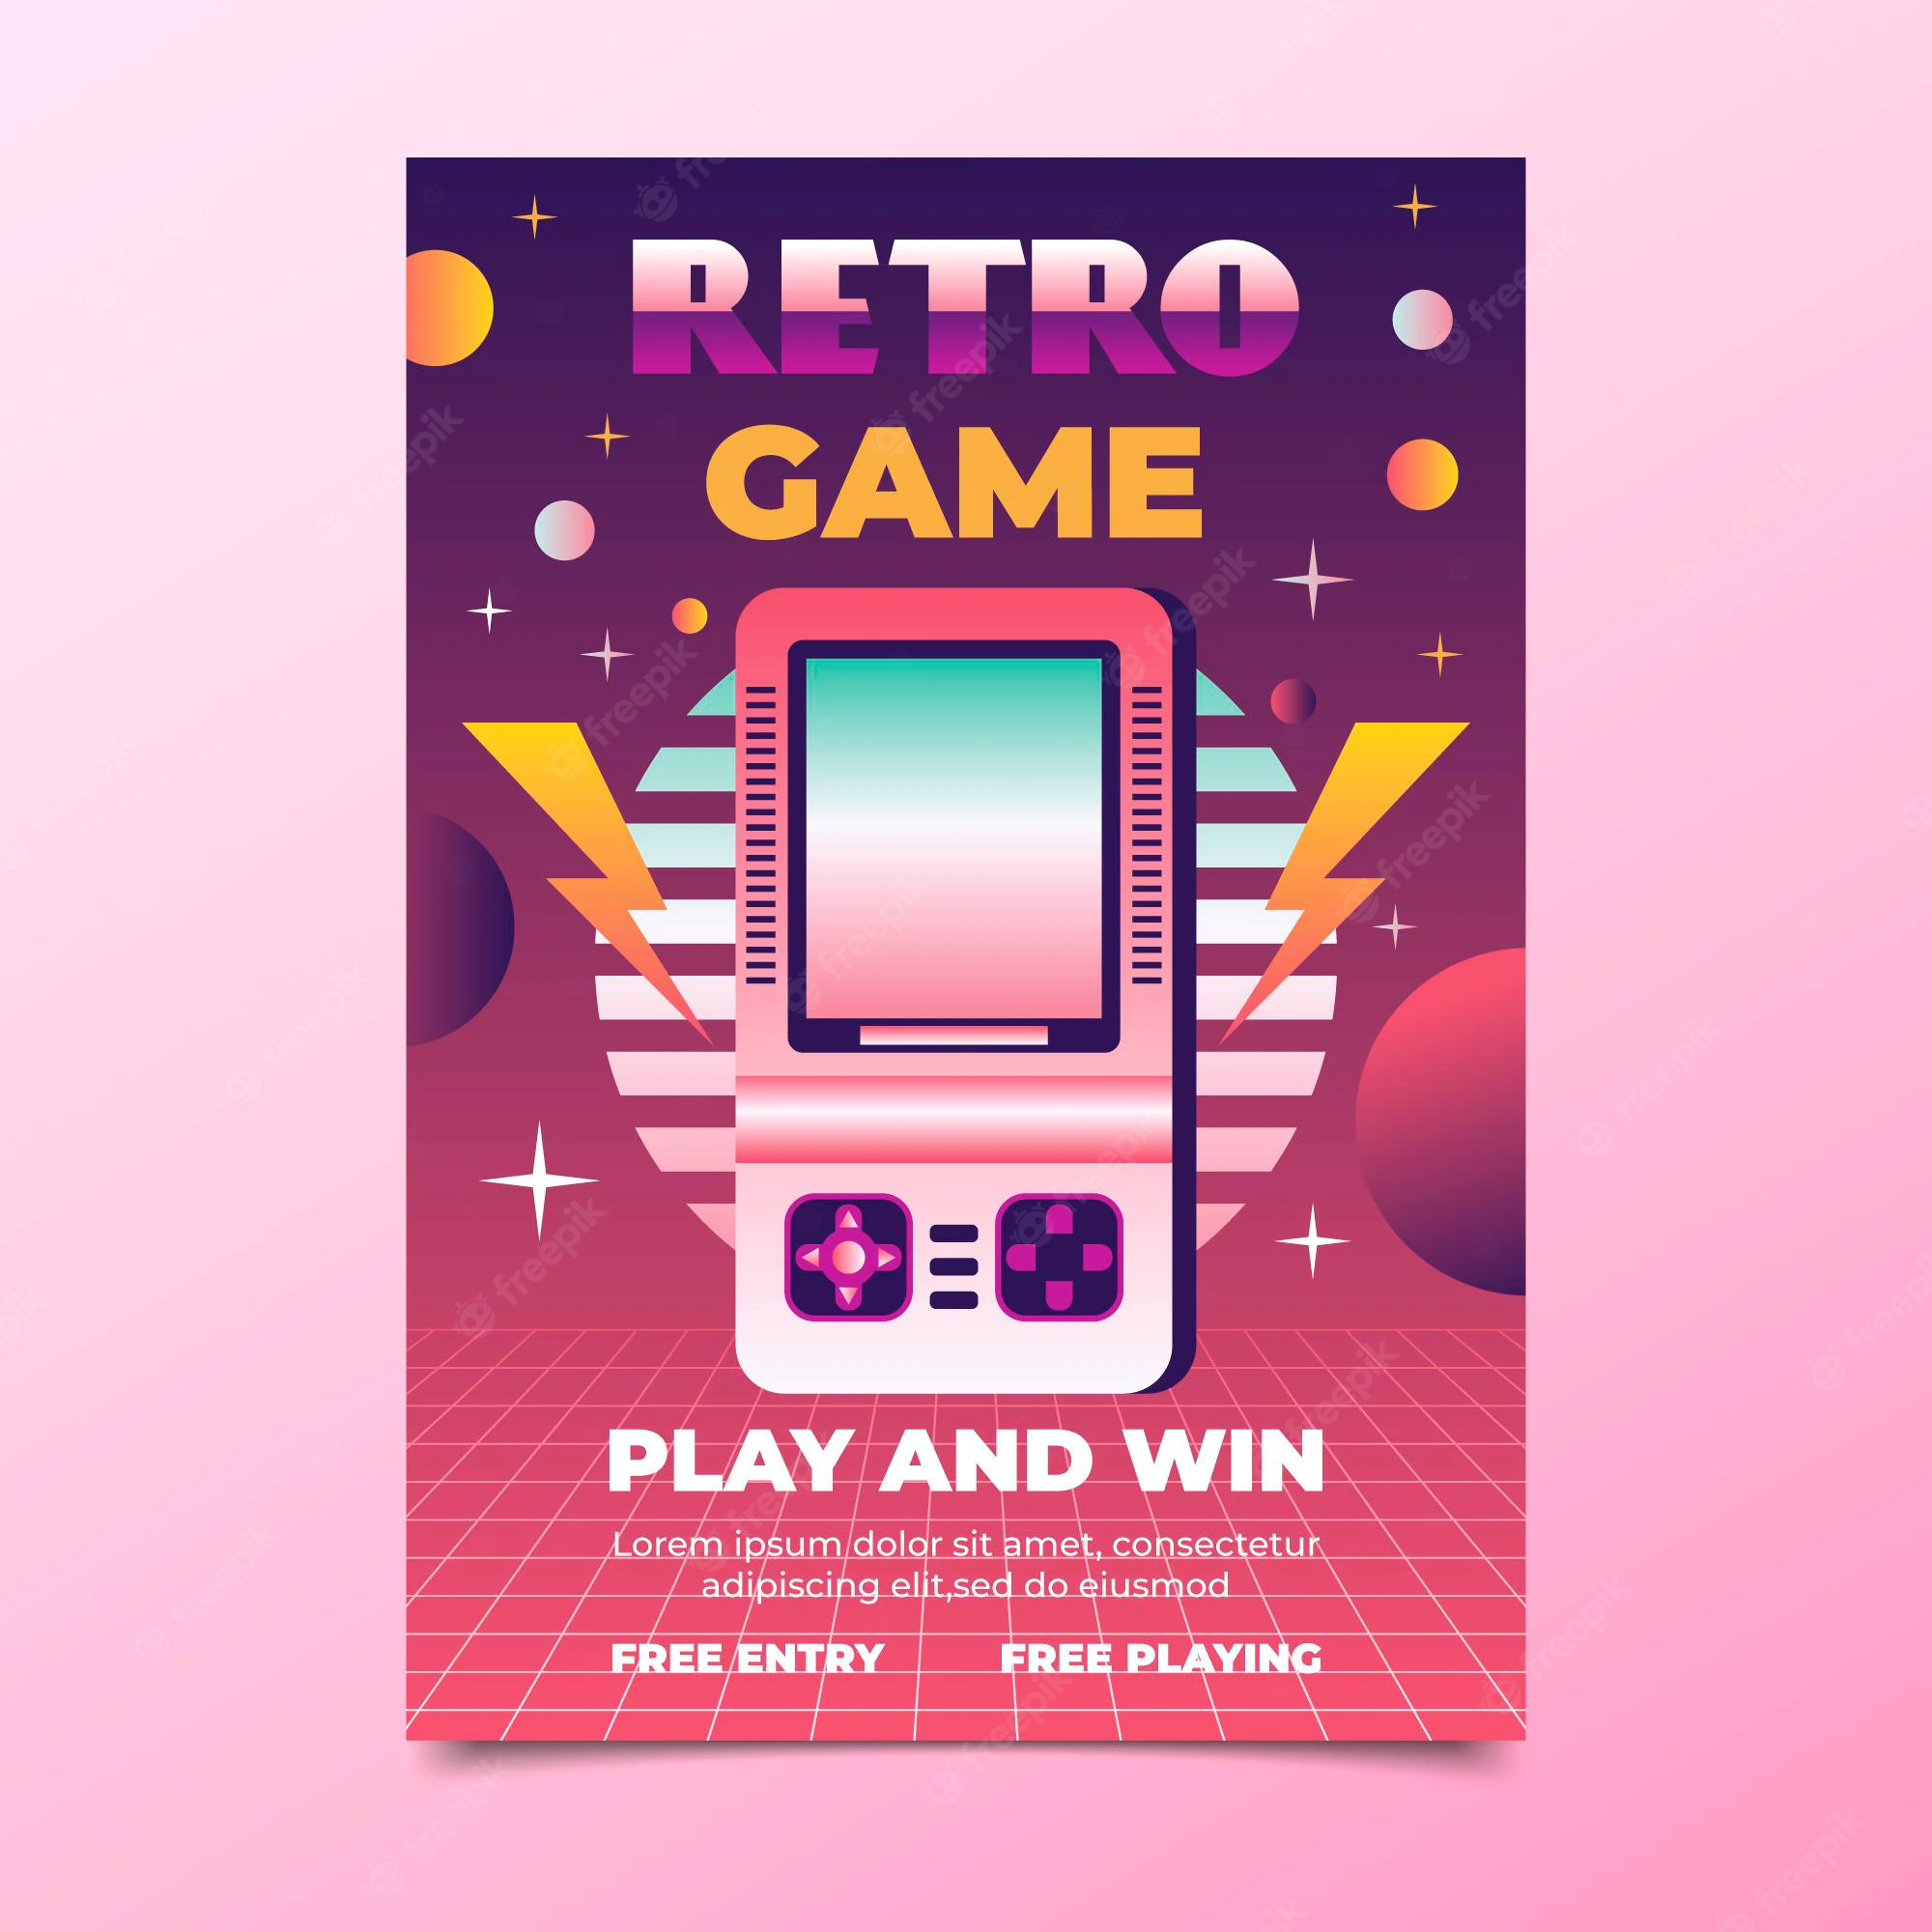 RETRO
GAME
PLAY AND WIN
Lorem ipsum dolor sit amet, consectetur
adipiscing elit,sed do eiusmod
FREE ENTRY FREE PLAYING
freepik